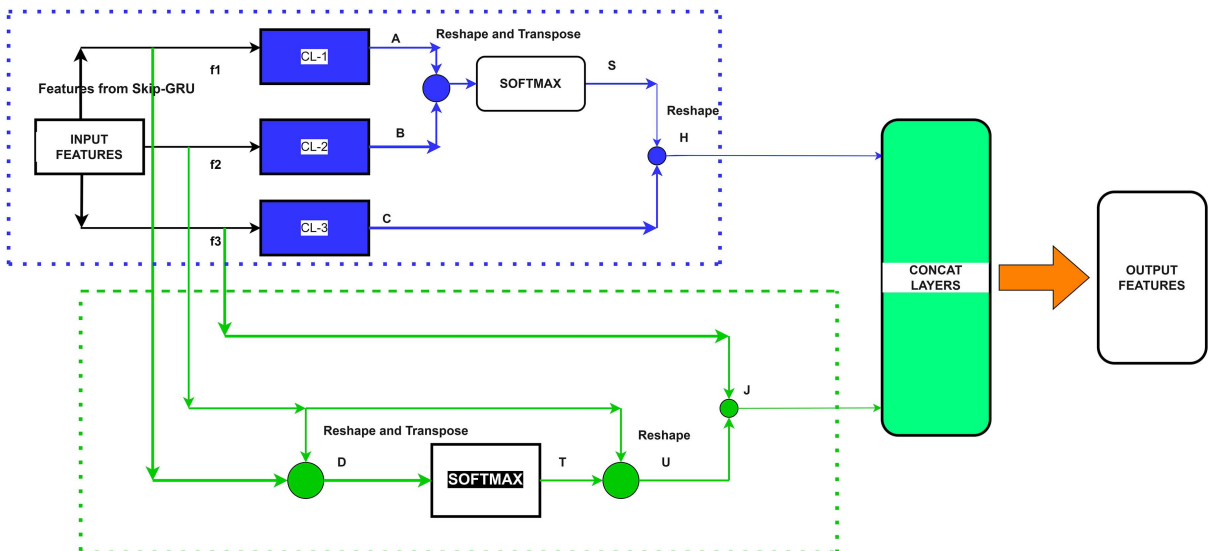 A
Reshape and Transpose
CL-1
f1
SOFTMAX
S
Features from Skip-GRU
Reshape
INPUT
FEATURES
B
CL-2
f2
H
C
CL-3
f3
CONCAT
LAYERS
OUTPUT
FEATURES
J
Reshape and Transpose
Reshape
D
SOFTMAX
T
U